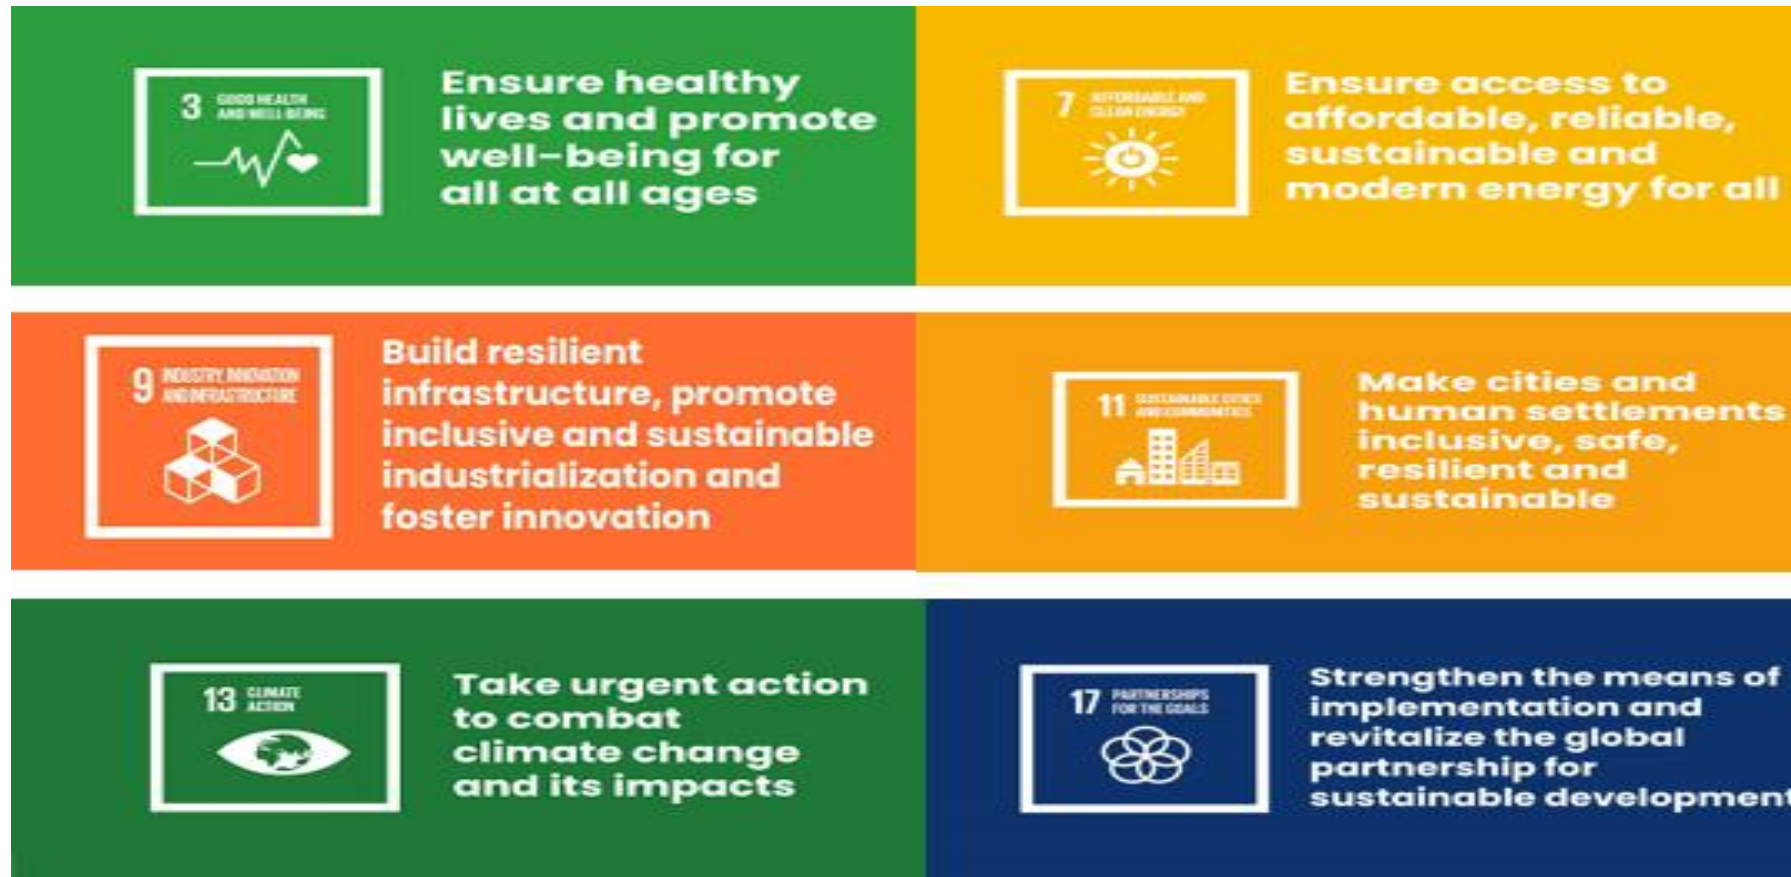 3 GOOD HEALTH
AND WELL-BEING
Ensure healthy
lives and promote
well-being for
all at all ages
7 AFFORDABLE AND
CLEAN ENERGY
Ensure access to
affordable, reliable,
sustainable and
modern energy for all
9 INDUSTRY, INNOVATION
AND INFRASTRUCTURE
Build resilient
infrastructure, promote
inclusive and sustainable
industrialization and
foster innovation
11 SUSTAINABLE CITIES
AND COMMUNITIES
Make cities and
human settlements
inclusive, safe,
resilient and
sustainable
13 CLIMATE
ACTION
Take urgent action
to combat
climate change
and its impacts
17 PARTNERSHIPS
FOR THE GOALS
Strengthen the means of
implementation and
revitalize the global
partnership for
sustainable development